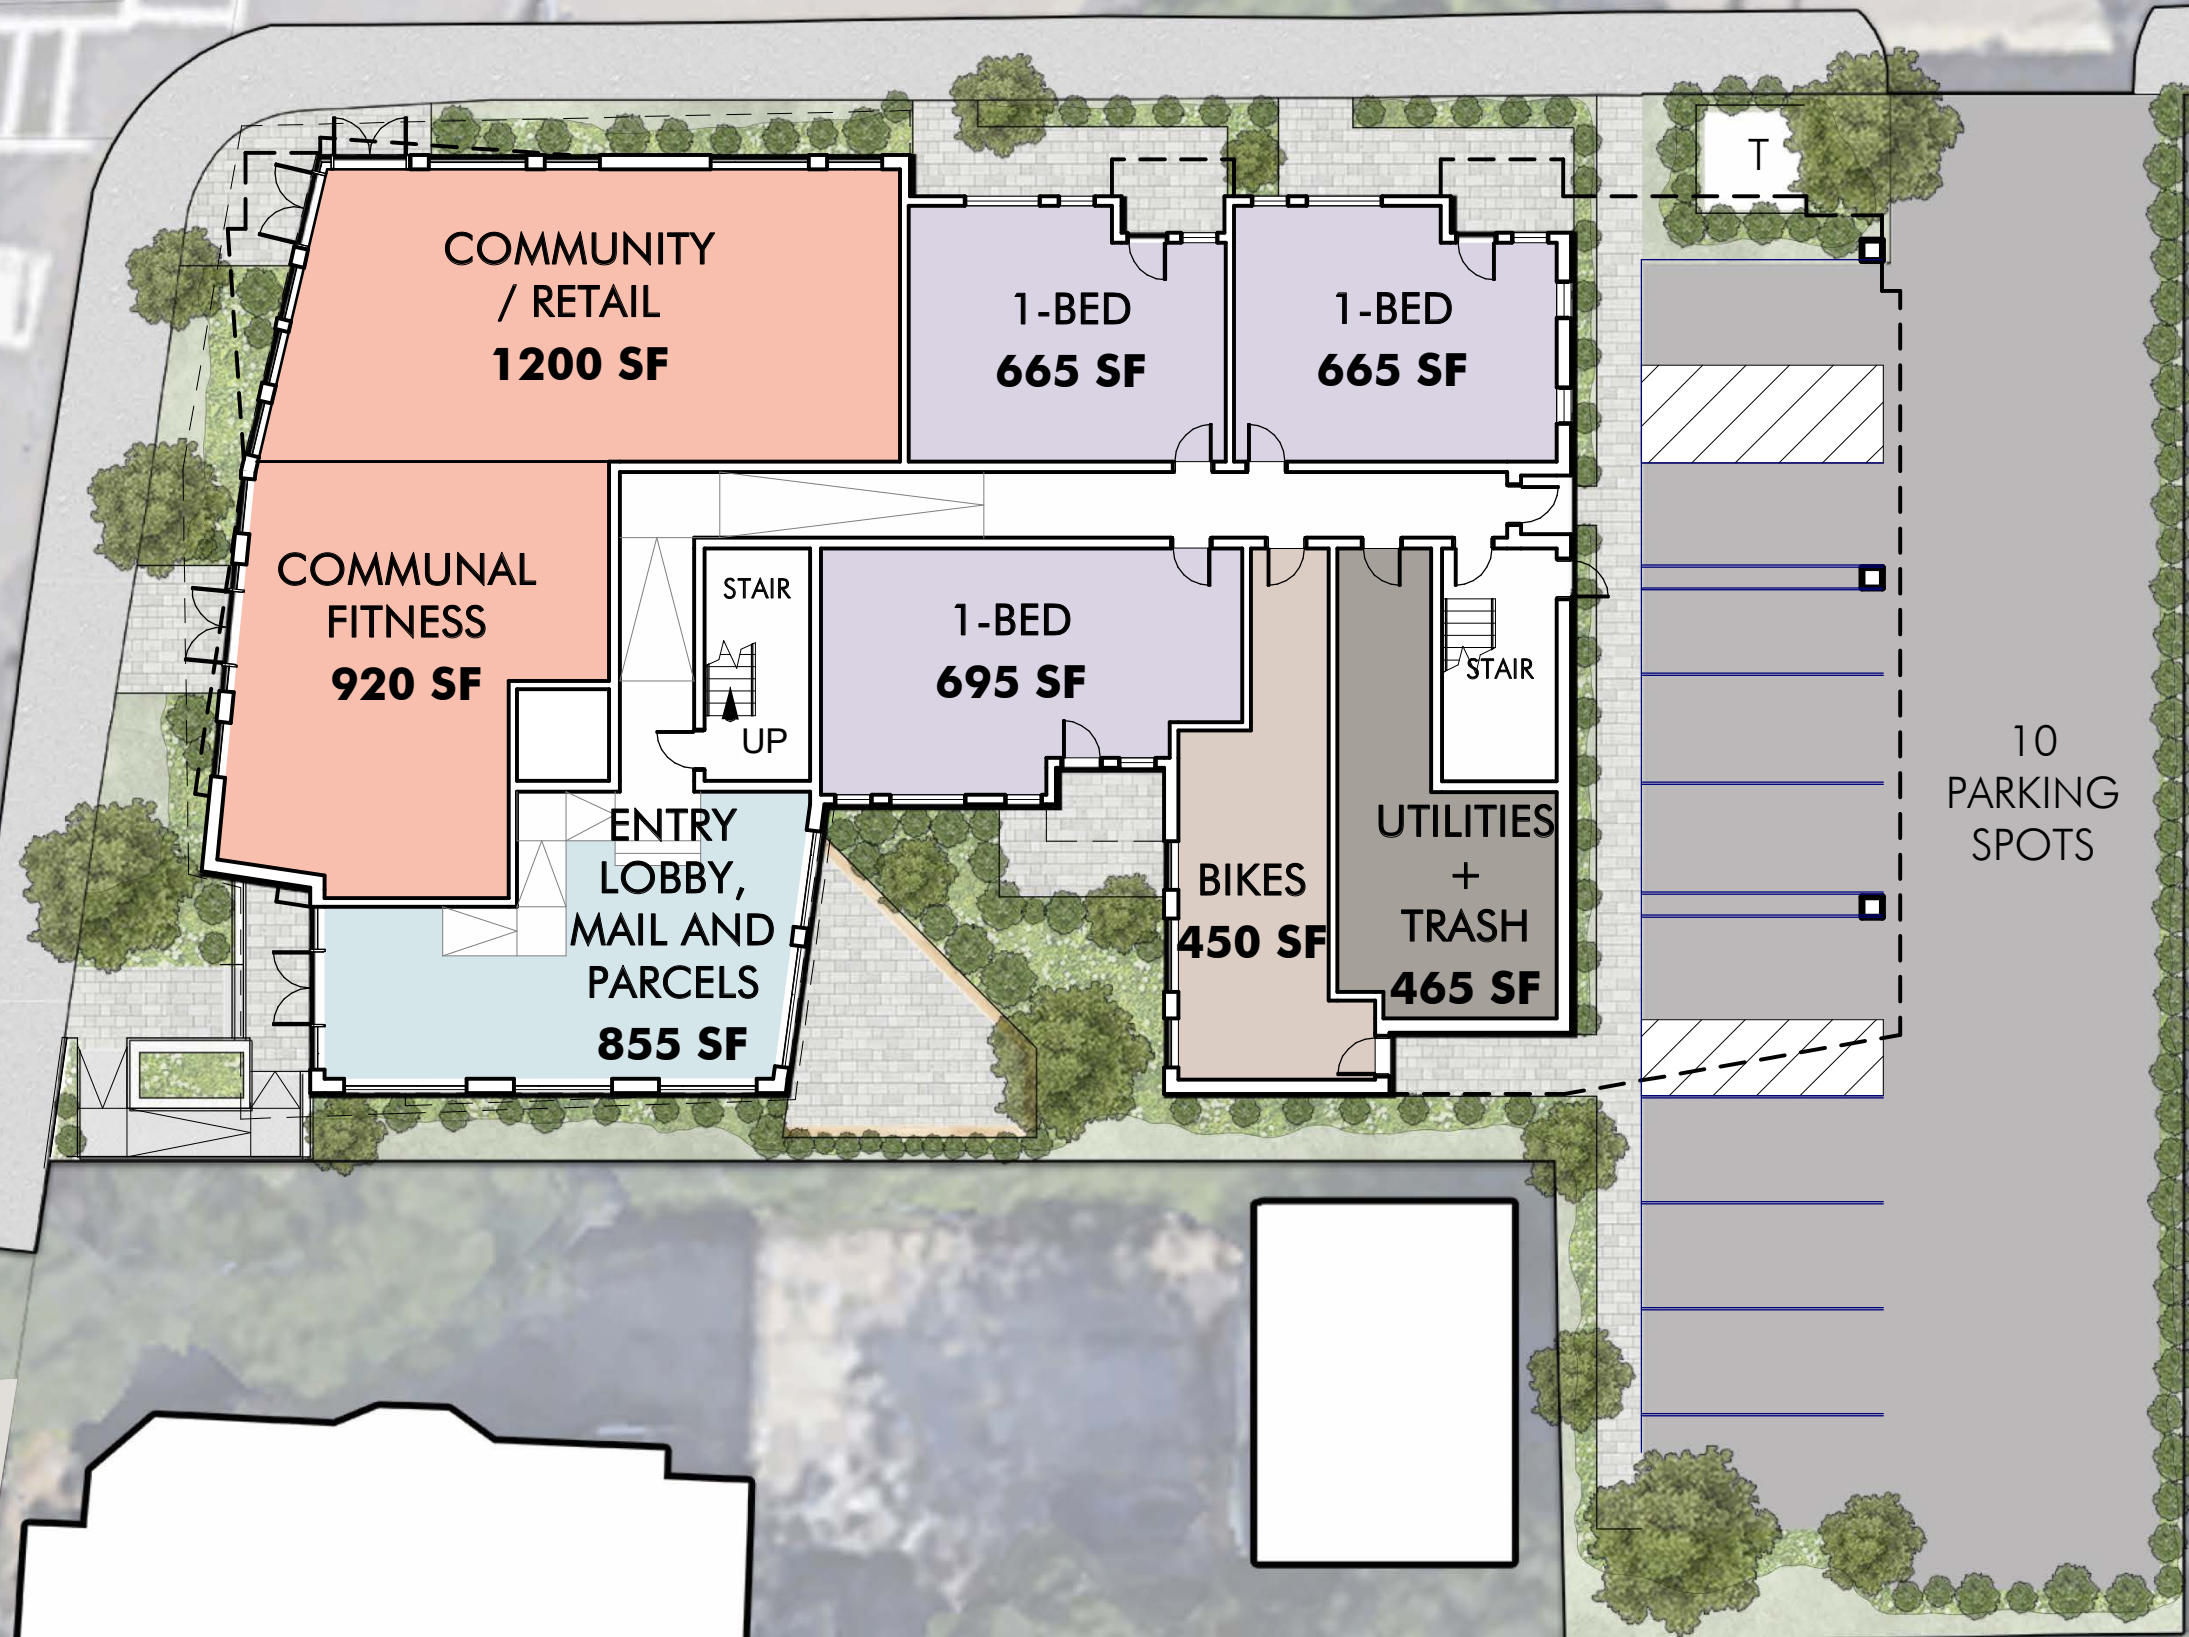 T
COMMUNITY
/ RETAIL
1200 SF
1-BED
665 SF
1-BED
665 SF
COMMUNAL
FITNESS
920 SF
STAIR
UP
1-BED
695 SF
STAIR
10
PARKING
SPOTS
ENTRY
LOBBY,
MAIL AND
PARCELS
855 SF
BIKES
450 SF
UTILITIES
+
TRASH
465 SF